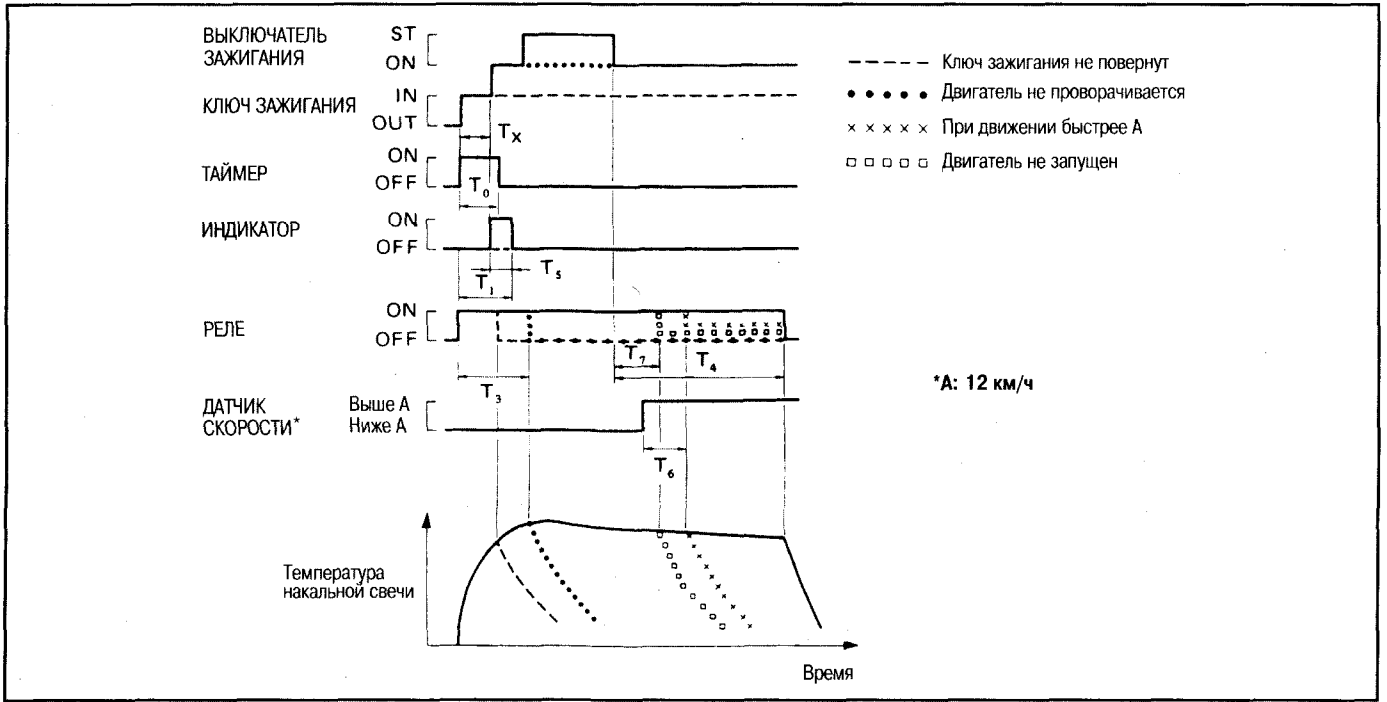 ВЫКЛЮЧАТЕЛЬ
ЗАЖИГАНИЯ
ST
ON
КЛЮЧ ЗАЖИГАНИЯ
IN
OUT
Tx
ТАЙМЕР
ON
OFF
T0
ИНДИКАТОР
ON
OFF
T5
T1
РЕЛЕ
ON
OFF
T7
T4
T3
ДАТЧИК
СКОРОСТИ*
Выше А
Ниже А
T6
Температура
накальной свечи
Время
Ключ зажигания не повернут
Двигатель не проворачивается
При движении быстрее А
Двигатель не запущен
*А: 12 км/ч